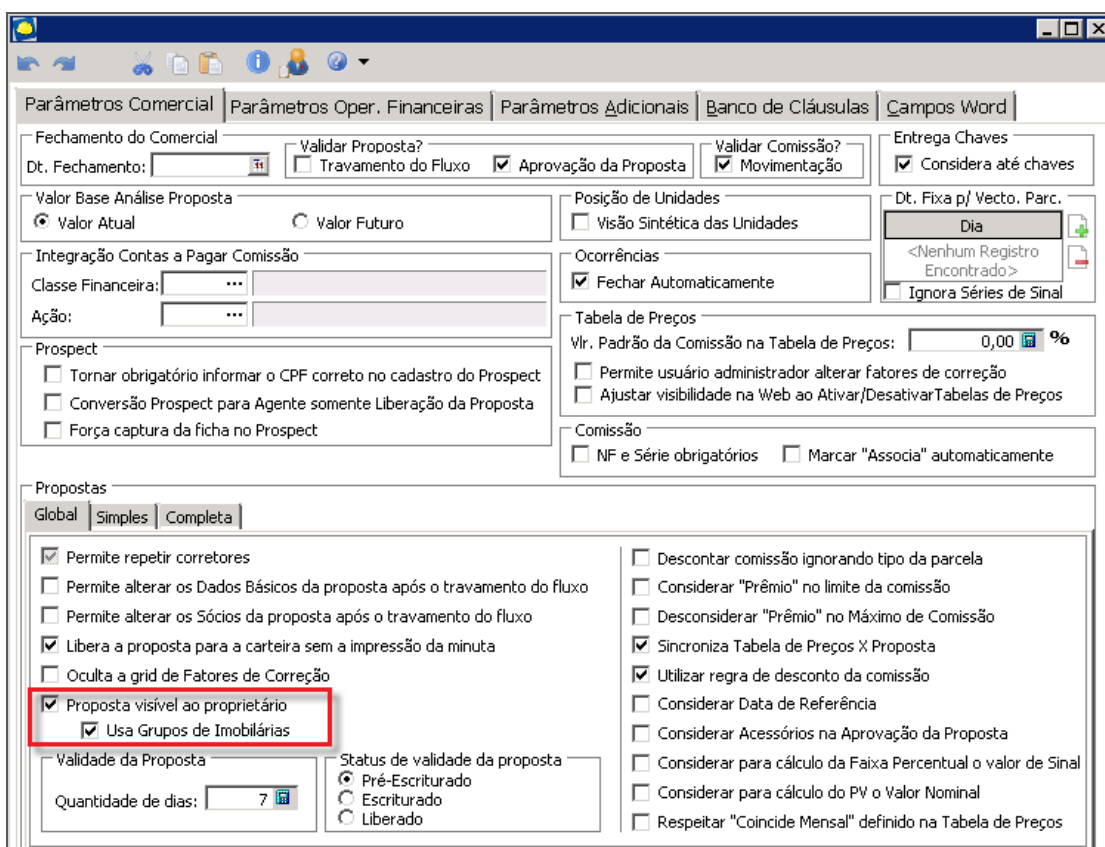 Parâmetros Comercial Parâmetros Oper. Financeiras Parâmetros Adicionais Banco de Cláusulas Campos Word
Fechamento do Comercial
Dt. Fechamento:
Validar Proposta?
Travamento do Fluxo Aprovação da Proposta
Validar Comissão?
Movimentação
Entrega Chaves
Considera até chaves
Valor Base Análise Proposta
Valor Atual Valor Futuro
Posição de Unidades
Visão Sintética das Unidades
Dt. Fixa p/ Vecto. Parc.
Dia
<Nenhum Registro
Encontrado>
Ignora Séries de Sinal
Integração Contas a Pagar Comissão
Classe Financeira: ...
Ação: ...
Ocorrências
Fechar Automaticamente
Tabela de Preços
Vlr. Padrão da Comissão na Tabela de Preços: 0,00 %
Permite usuário administrador alterar fatores de correção
Ajustar visibilidade na Web ao Ativar/DesativarTabelas de Preços
Prospect
Tornar obrigatório informar o CPF correto no cadastro do Prospect
Conversão Prospect para Agente somente Liberação da Proposta
Força captura da ficha no Prospect
Comissão
NF e Série obrigatórios Marcar "Associa" automaticamente
Propostas
Global Simples Completa
Permite repetir corretores
Permite alterar os Dados Básicos da proposta após o travamento do fluxo
Permite alterar os Sócios da proposta após o travamento do fluxo
Libera a proposta para a carteira sem a impressão da minuta
Oculta a grid de Fatores de Correção
Proposta visível ao proprietário
Usa Grupos de Imobilárias
Validade da Proposta
Quantidade de dias: 7
Status de validade da proposta
Pré-Escriturado
Escriturado
Liberado
Descontar comissão ignorando tipo da parcela
Considerar "Prêmio" no limite da comissão
Desconsiderar "Prêmio" no Máximo de Comissão
Sincroniza Tabela de Preços X Proposta
Utilizar regra de desconto da comissão
Considerar Data de Referência
Considerar Acessórios na Aprovação da Proposta
Considerar para cálculo da Faixa Percentual o valor de Sinal
Considerar para cálculo do PV o Valor Nominal
Respeitar "Coincide Mensal" definido na Tabela de Preços